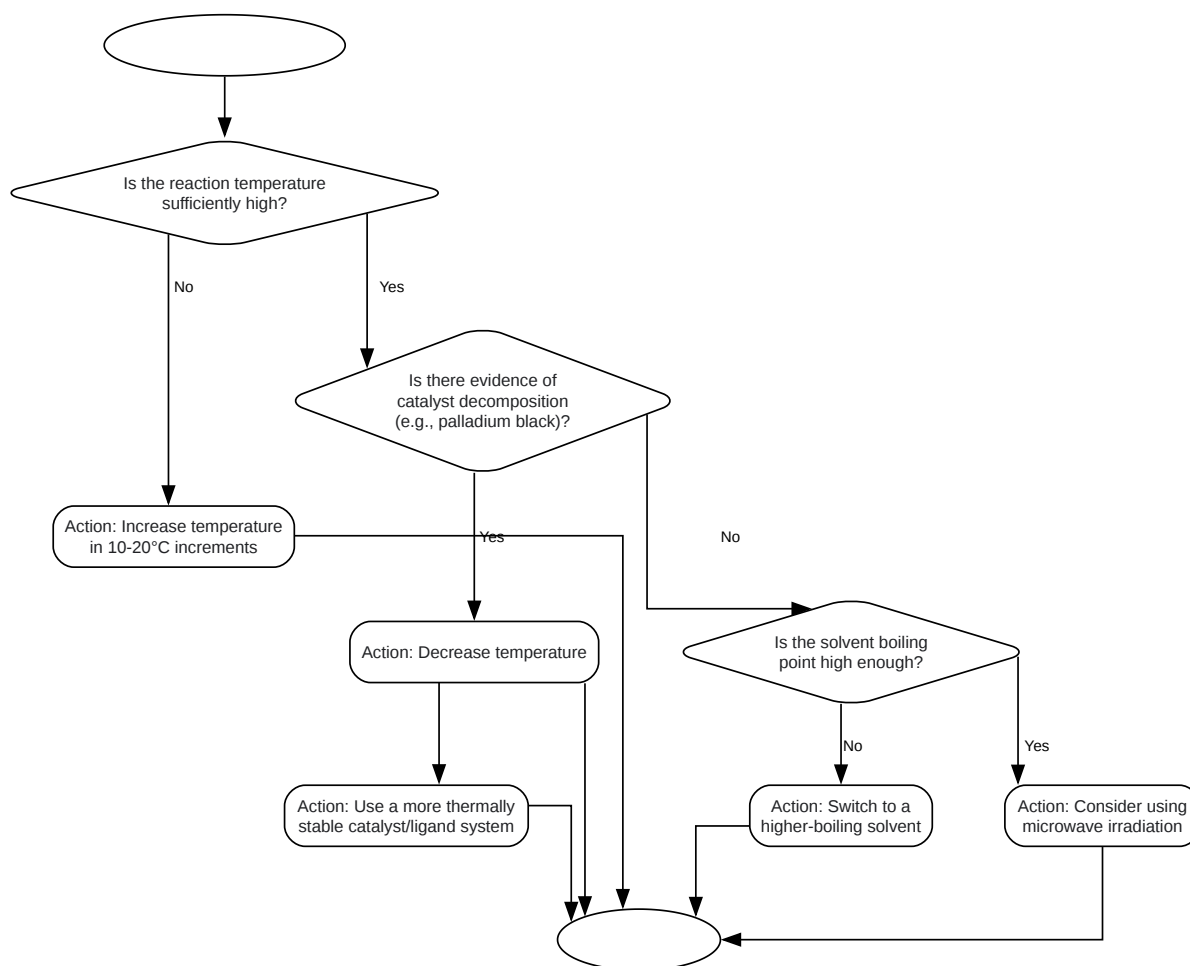 Is the reaction temperature
sufficiently high?
No
Yes
Is there evidence of
catalyst decomposition
(e.g., palladium black)?
Action: Increase temperature
in 10-20°C increments
Yes
No
Action: Decrease temperature
Is the solvent boiling
point high enough?
No
Yes
Action: Use a more thermally
stable catalyst/ligand system
Action: Switch to a
higher-boiling solvent
Action: Consider using
microwave irradiation